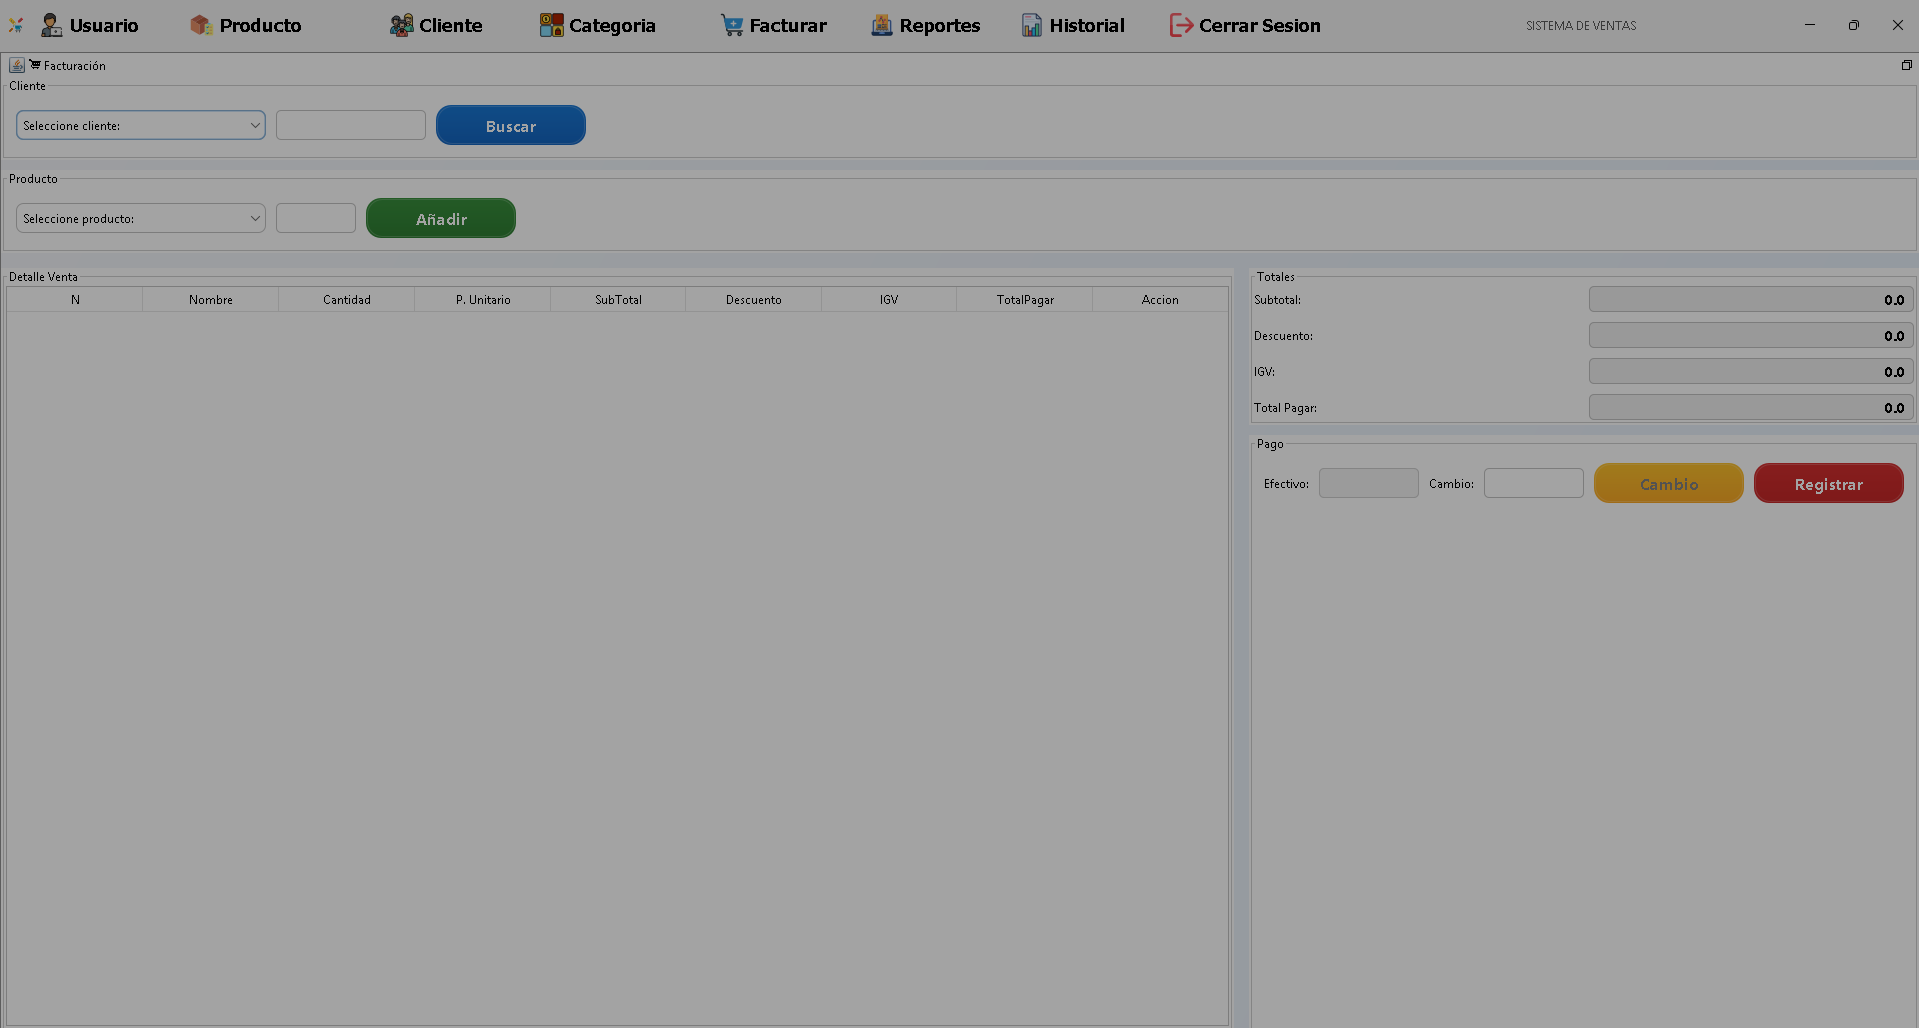 Usuario Producto Cliente Categoria Facturar Reportes Historial Cerrar Sesion SISTEMA DE VENTAS
Facturación
Cliente
Seleccione cliente: Buscar
Producto
Seleccione producto: Añadir
Detalle Venta
N Nombre Cantidad P. Unitario SubTotal Descuento IGV TotalPagar Accion
Totales
Subtotal: 0.0
Descuento: 0.0
IGV: 0.0
Total Pagar: 0.0
Pago
Efectivo: Cambio: Cambio Registrar